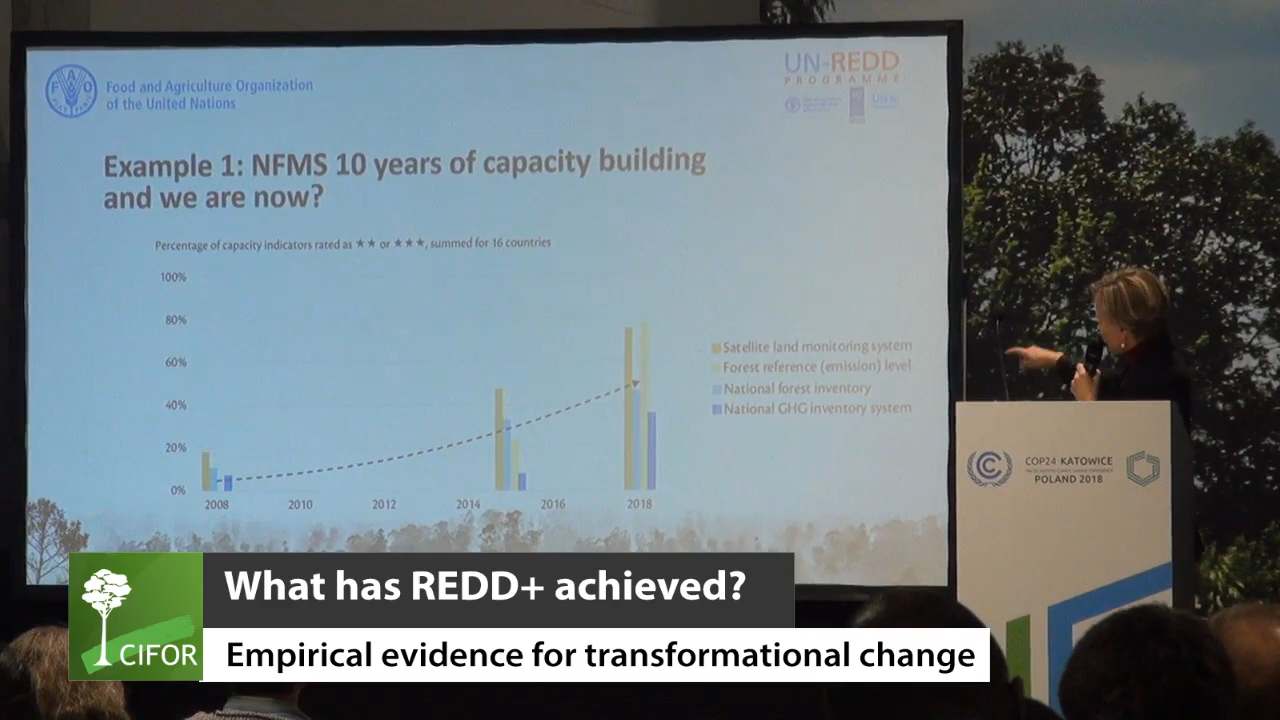 Food and Agriculture Organization
of the United Nations
UN-REDD
PROGRAMME
Example 1: NFMS 10 years of capacity building
and we are now?
Percentage of capacity indicators rated as ★★ or ★★★, summed for 16 countries
100%
80%
60%
40%
20%
0%
2008
2010
2012
2014
2016
2018
Satellite land monitoring system
Forest reference (emission) level
National forest inventory
National GHG inventory system
COP24·KATOWICE
POLAND 2018
CIFOR
What has REDD+ achieved?
Empirical evidence for transformational change